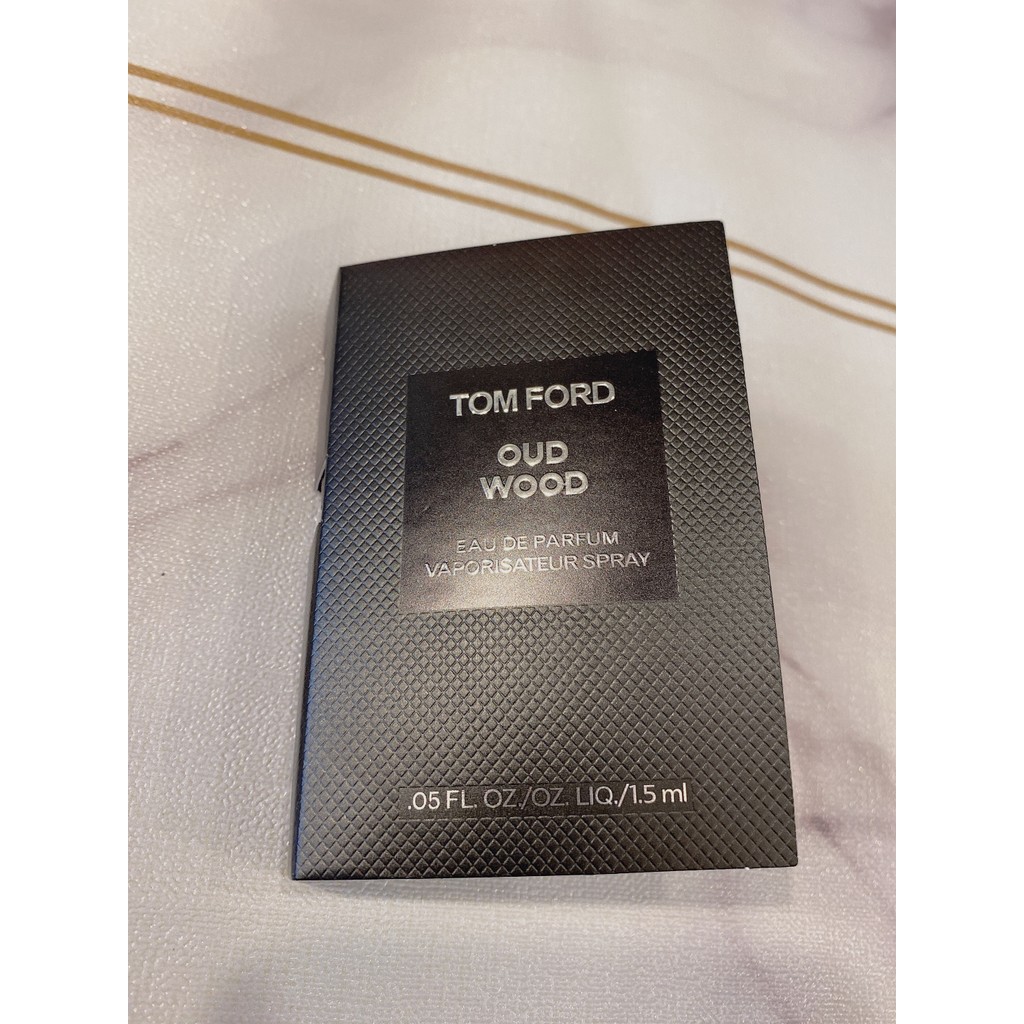 TOM FORD
OUD
WOOD
EAU DE PARFUM
VAPORISATEUR SPRAY
.05 FL. OZ./OZ. LIQ./1.5 ml